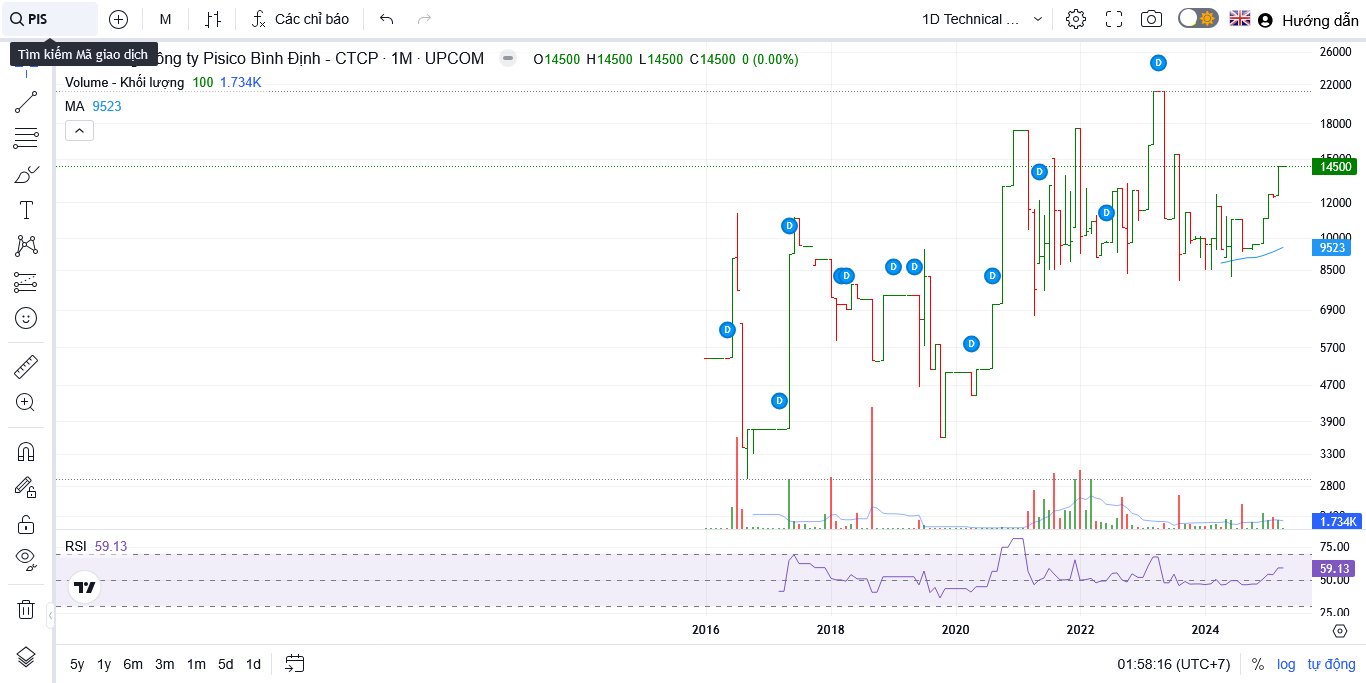 PIS M Các chỉ báo 1D Technical ... Hướng dẫn
Tìm kiếm Mã giao dịch
ông ty Pisico Bình Định - CTCP · 1M · UPCOM O14500 H14500 L14500 C14500 0 (0.00%)
Volume - Khối lượng 100 1.734K
MA 9523
26000
22000
18000
15000
14500
12000
10000
9523
8500
6900
5700
4700
3900
3300
2800
1.734K
D
D
D
D
D
D
D
D
D
D
D
D
RSI 59.13
75.00
59.13
50.00
25.00
2016 2018 2020 2022 2024
5y 1y 6m 3m 1m 5d 1d 01:58:16 (UTC+7) % log tự động